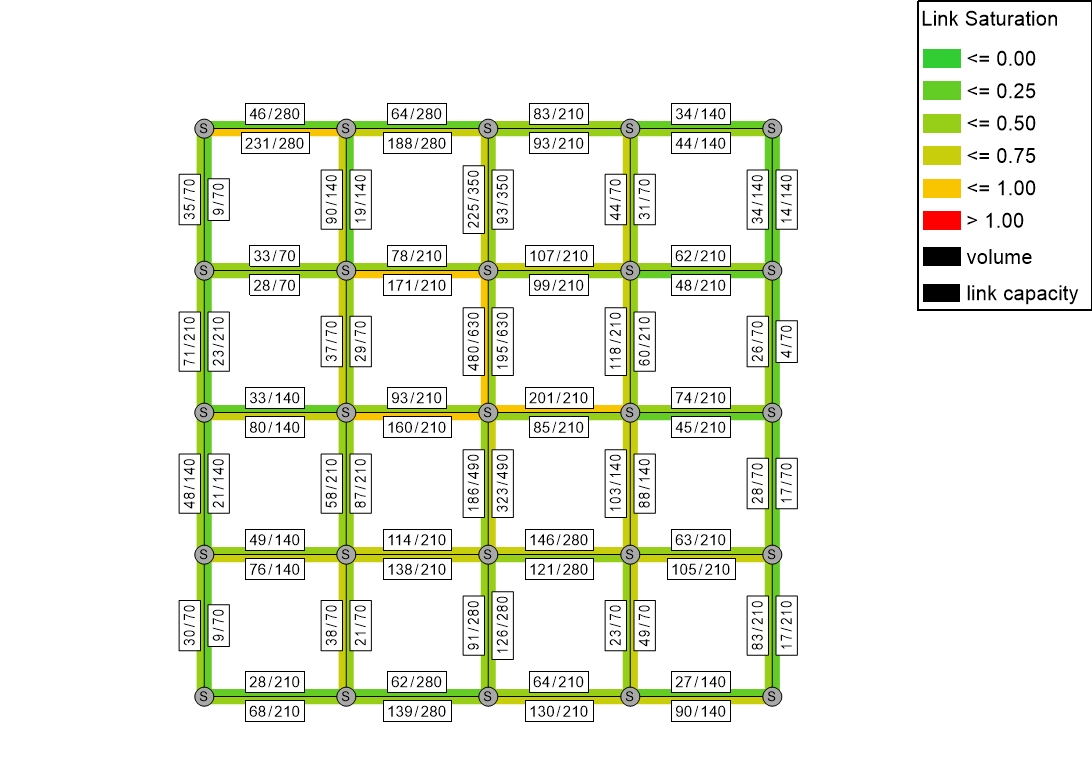 Link Saturation
<= 0.00
<= 0.25
<= 0.50
<= 0.75
<= 1.00
> 1.00
volume
link capacity
46/280 64/280 83/210 34/140
S S S S S
231/280 188/280 93/210 44/140
35/70 9/70 90/140 19/140 225/350 93/350 44/70 31/70 34/140 14/140
33/70 78/210 107/210 62/210
S S S S S
28/70 171/210 99/210 48/210
71/210 23/210 37/70 29/70 480/630 195/630 118/210 60/210 26/70 4/70
33/140 93/210 201/210 74/210
S S S S S
80/140 160/210 85/210 45/210
48/140 21/140 58/210 87/210 186/490 323/490 103/140 88/140 28/70 17/70
49/140 114/210 146/280 63/210
S S S S S
76/140 138/210 121/280 105/210
30/70 9/70 38/70 21/70 91/280 126/280 23/70 49/70 83/210 17/210
28/210 62/280 64/210 27/140
S S S S S
68/210 139/280 130/210 90/140